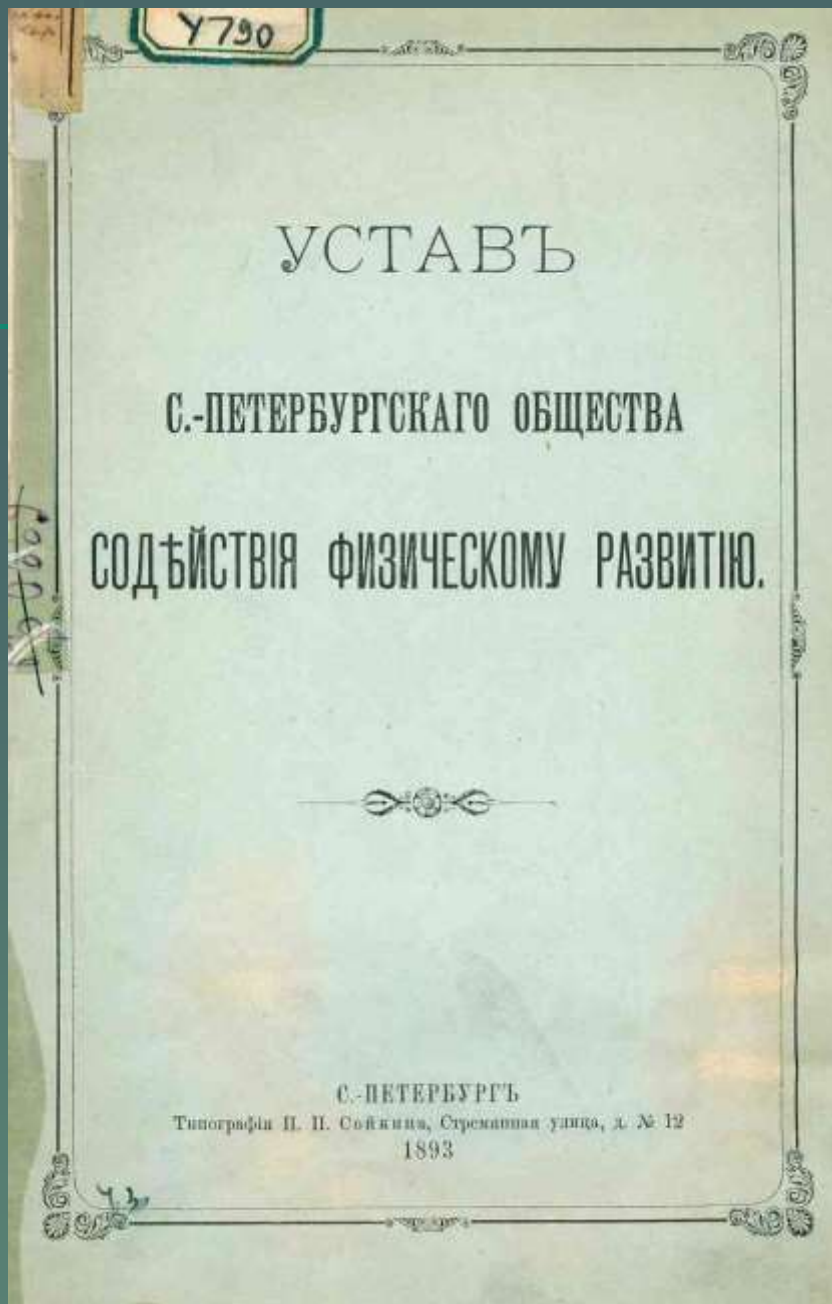 У790
УСТАВЪ
С.-ПЕТЕРБУРГСКАГО ОБЩЕСТВА
СОДѢЙСТВІЯ ФИЗИЧЕСКОМУ РАЗВИТІЮ.
С.-ПЕТЕРБУРГЪ
Типографія П. П. Сойкина, Стремянная улица, д. № 12
1893